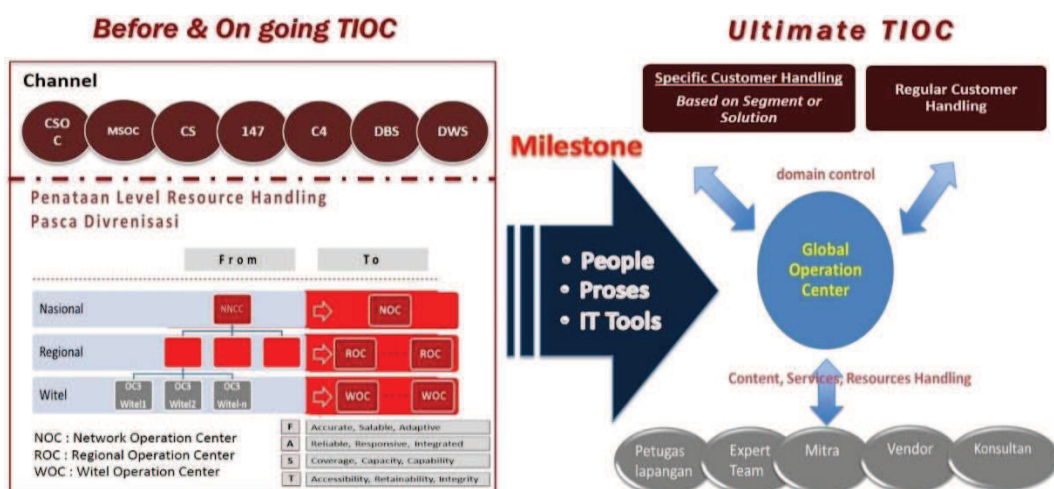 Before & On going TIOC
Channel
CSO
C
MSOC
CS
147
C4
DBS
DWS
Penataan Level Resource Handling
Pasca Divrenisasi
From
To
Nasional
NNCC
NOC
Regional
ROC
ROC
Witel
OC3
Witel1
OC3
Witel2
OC3
Witel-n
WOC
WOC
NOC : Network Operation Center
ROC : Regional Operation Center
WOC : Witel Operation Center
F Accurate, Salable, Adaptive
A Reliable, Responsive, Integrated
S Coverage, Capacity, Capability
T Accessibility, Retainability, Integrity
Milestone
• People
• Proses
• IT Tools
Ultimate TIOC
Specific Customer Handling
Based on Segment or
Solution
Regular Customer
Handling
domain control
Global
Operation
Center
Content, Services, Resources Handling
Petugas
lapangan
Expert
Team
Mitra
Vendor
Konsultan